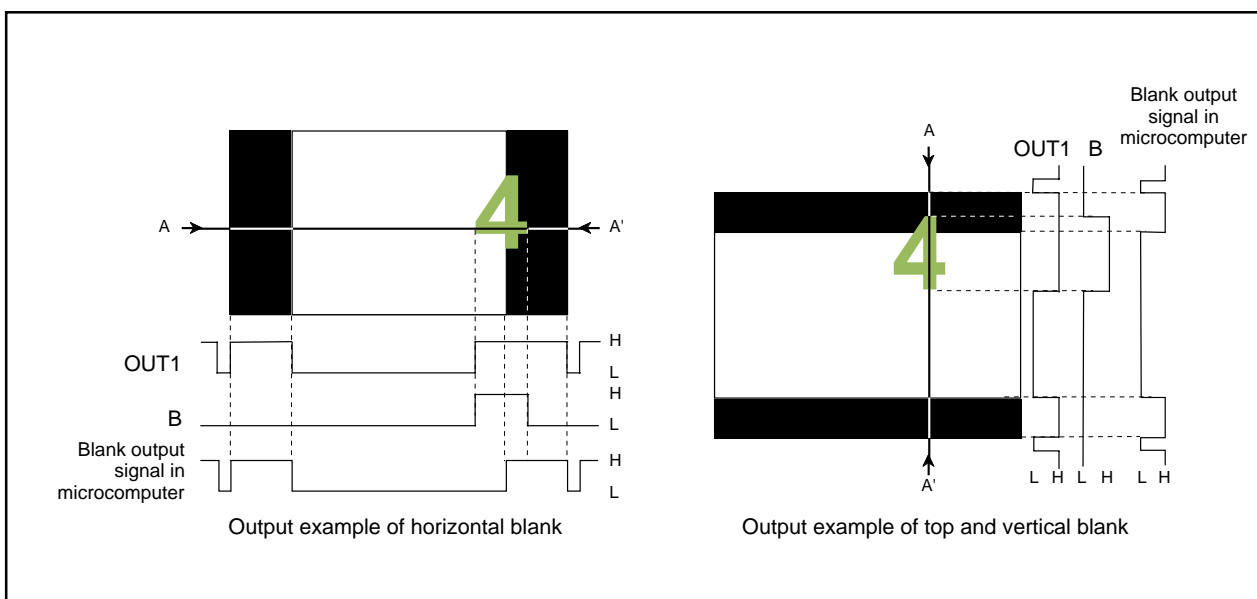 4
A
A'
OUT1
H
L
B
H
L
Blank output
signal in
microcomputer
H
L
Output example of horizontal blank
Blank output
signal in
microcomputer
A
OUT1
B
4
A'
L H L H L H
Output example of top and vertical blank